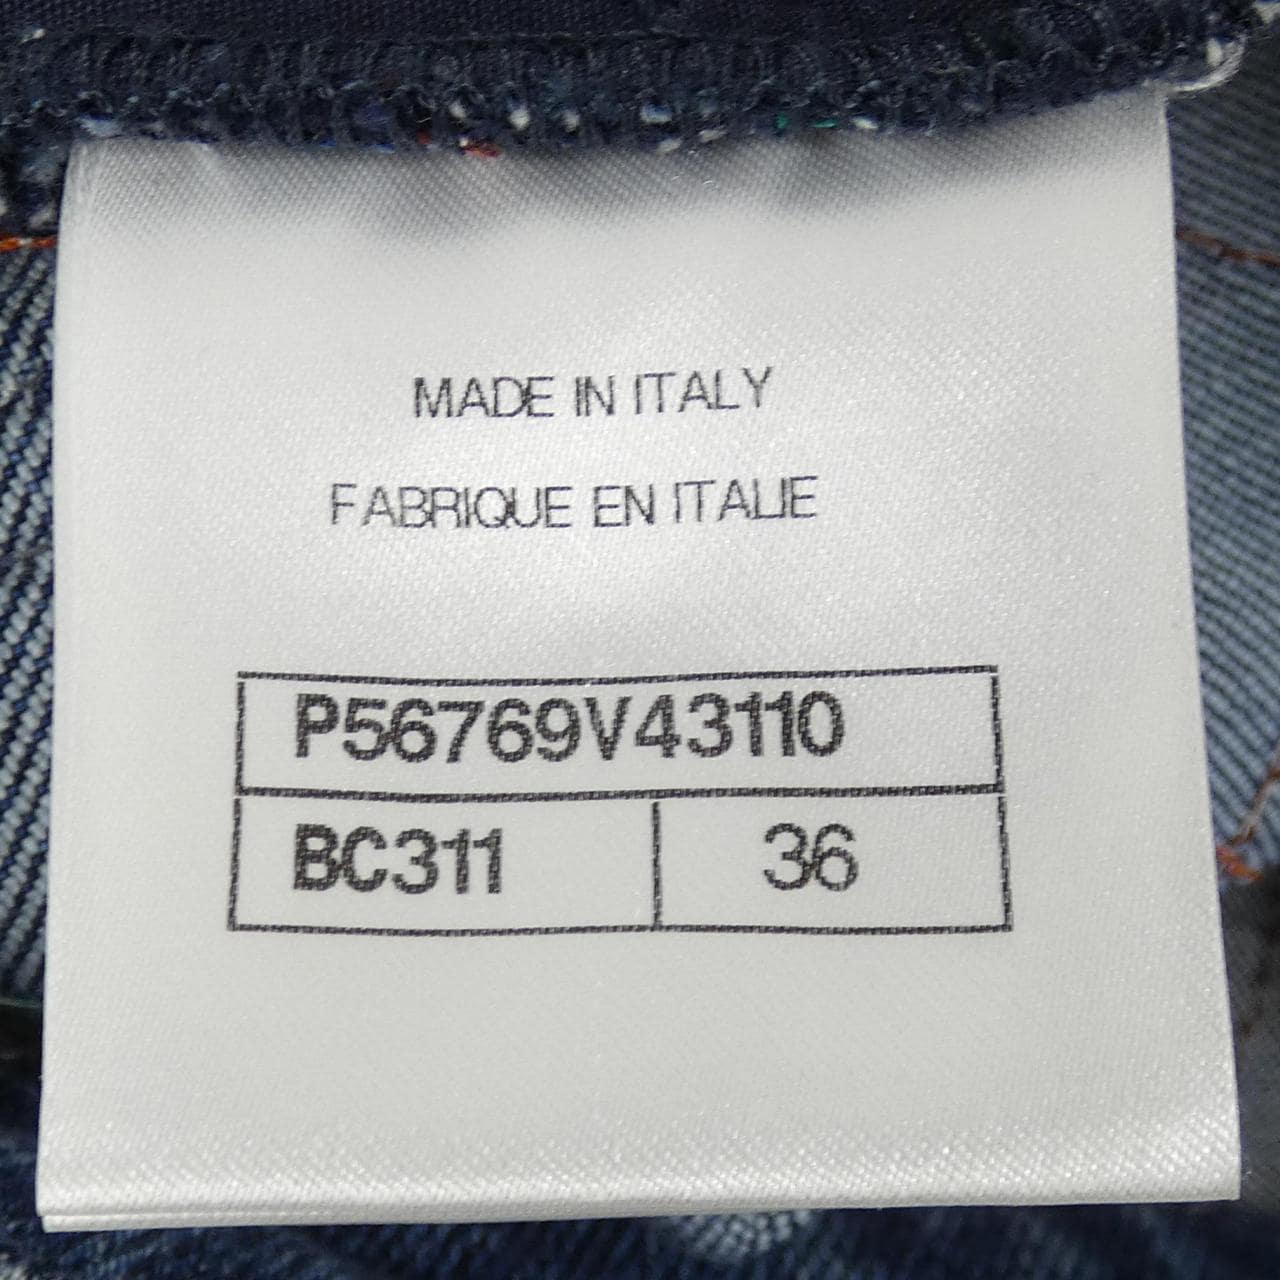 MADE IN ITALY
FABRIQUE EN ITALIE
P56769V43110
BC311 36